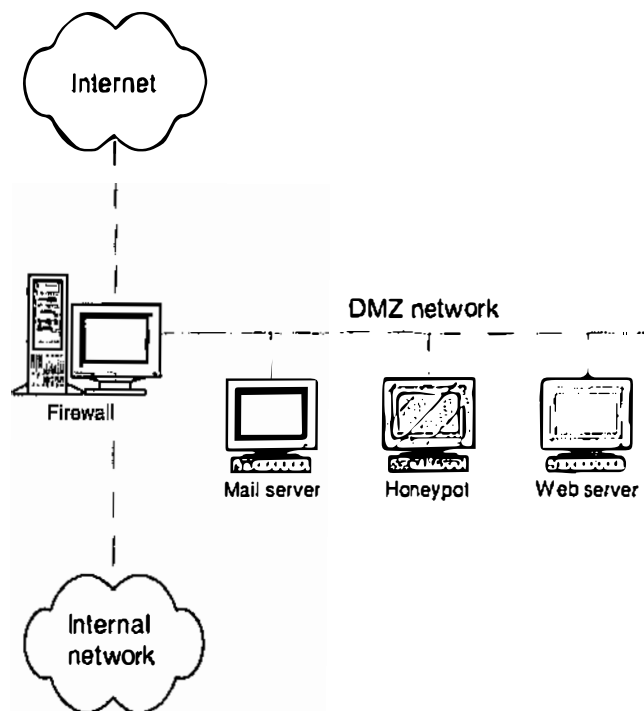 Internet
DMZ network
Firewall
Mail server
Honeypot
Web server
Internal
network